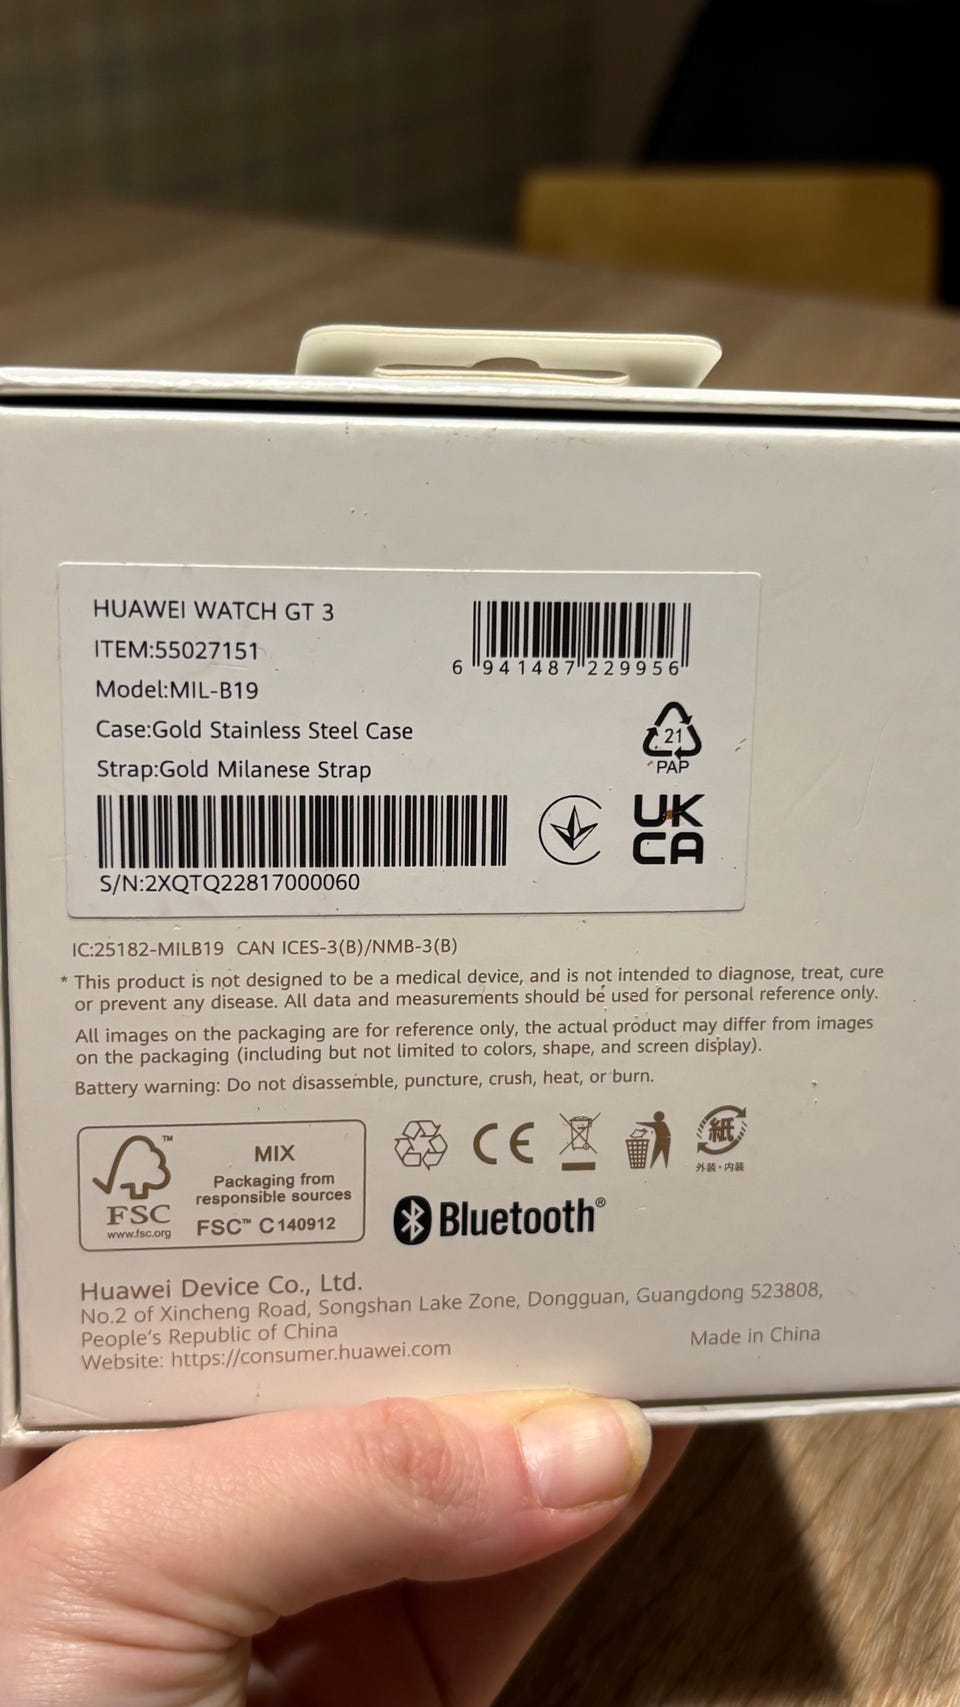 HUAWEI WATCH GT 3
ITEM:55027151
Model:MIL-B19
Case:Gold Stainless Steel Case
Strap:Gold Milanese Strap
6 941487 229956
21
PAP
UK
CA
S/N:2XQTQ22817000060
IC:25182-MILB19 CAN ICES-3(B)/NMB-3(B)
* This product is not designed to be a medical device, and is not intended to diagnose, treat, cure
or prevent any disease. All data and measurements should be used for personal reference only.
All images on the packaging are for reference only, the actual product may differ from images
on the packaging (including but not limited to colors, shape, and screen display).
Battery warning: Do not disassemble, puncture, crush, heat, or burn.
FSC
www.fsc.org
MIX
Packaging from
responsible sources
FSC™ C140912
CE
紙
外装・内装
Bluetooth®
Huawei Device Co., Ltd.
No.2 of Xincheng Road, Songshan Lake Zone, Dongguan, Guangdong 523808,
People's Republic of China
Website: https://consumer.huawei.com
Made in China